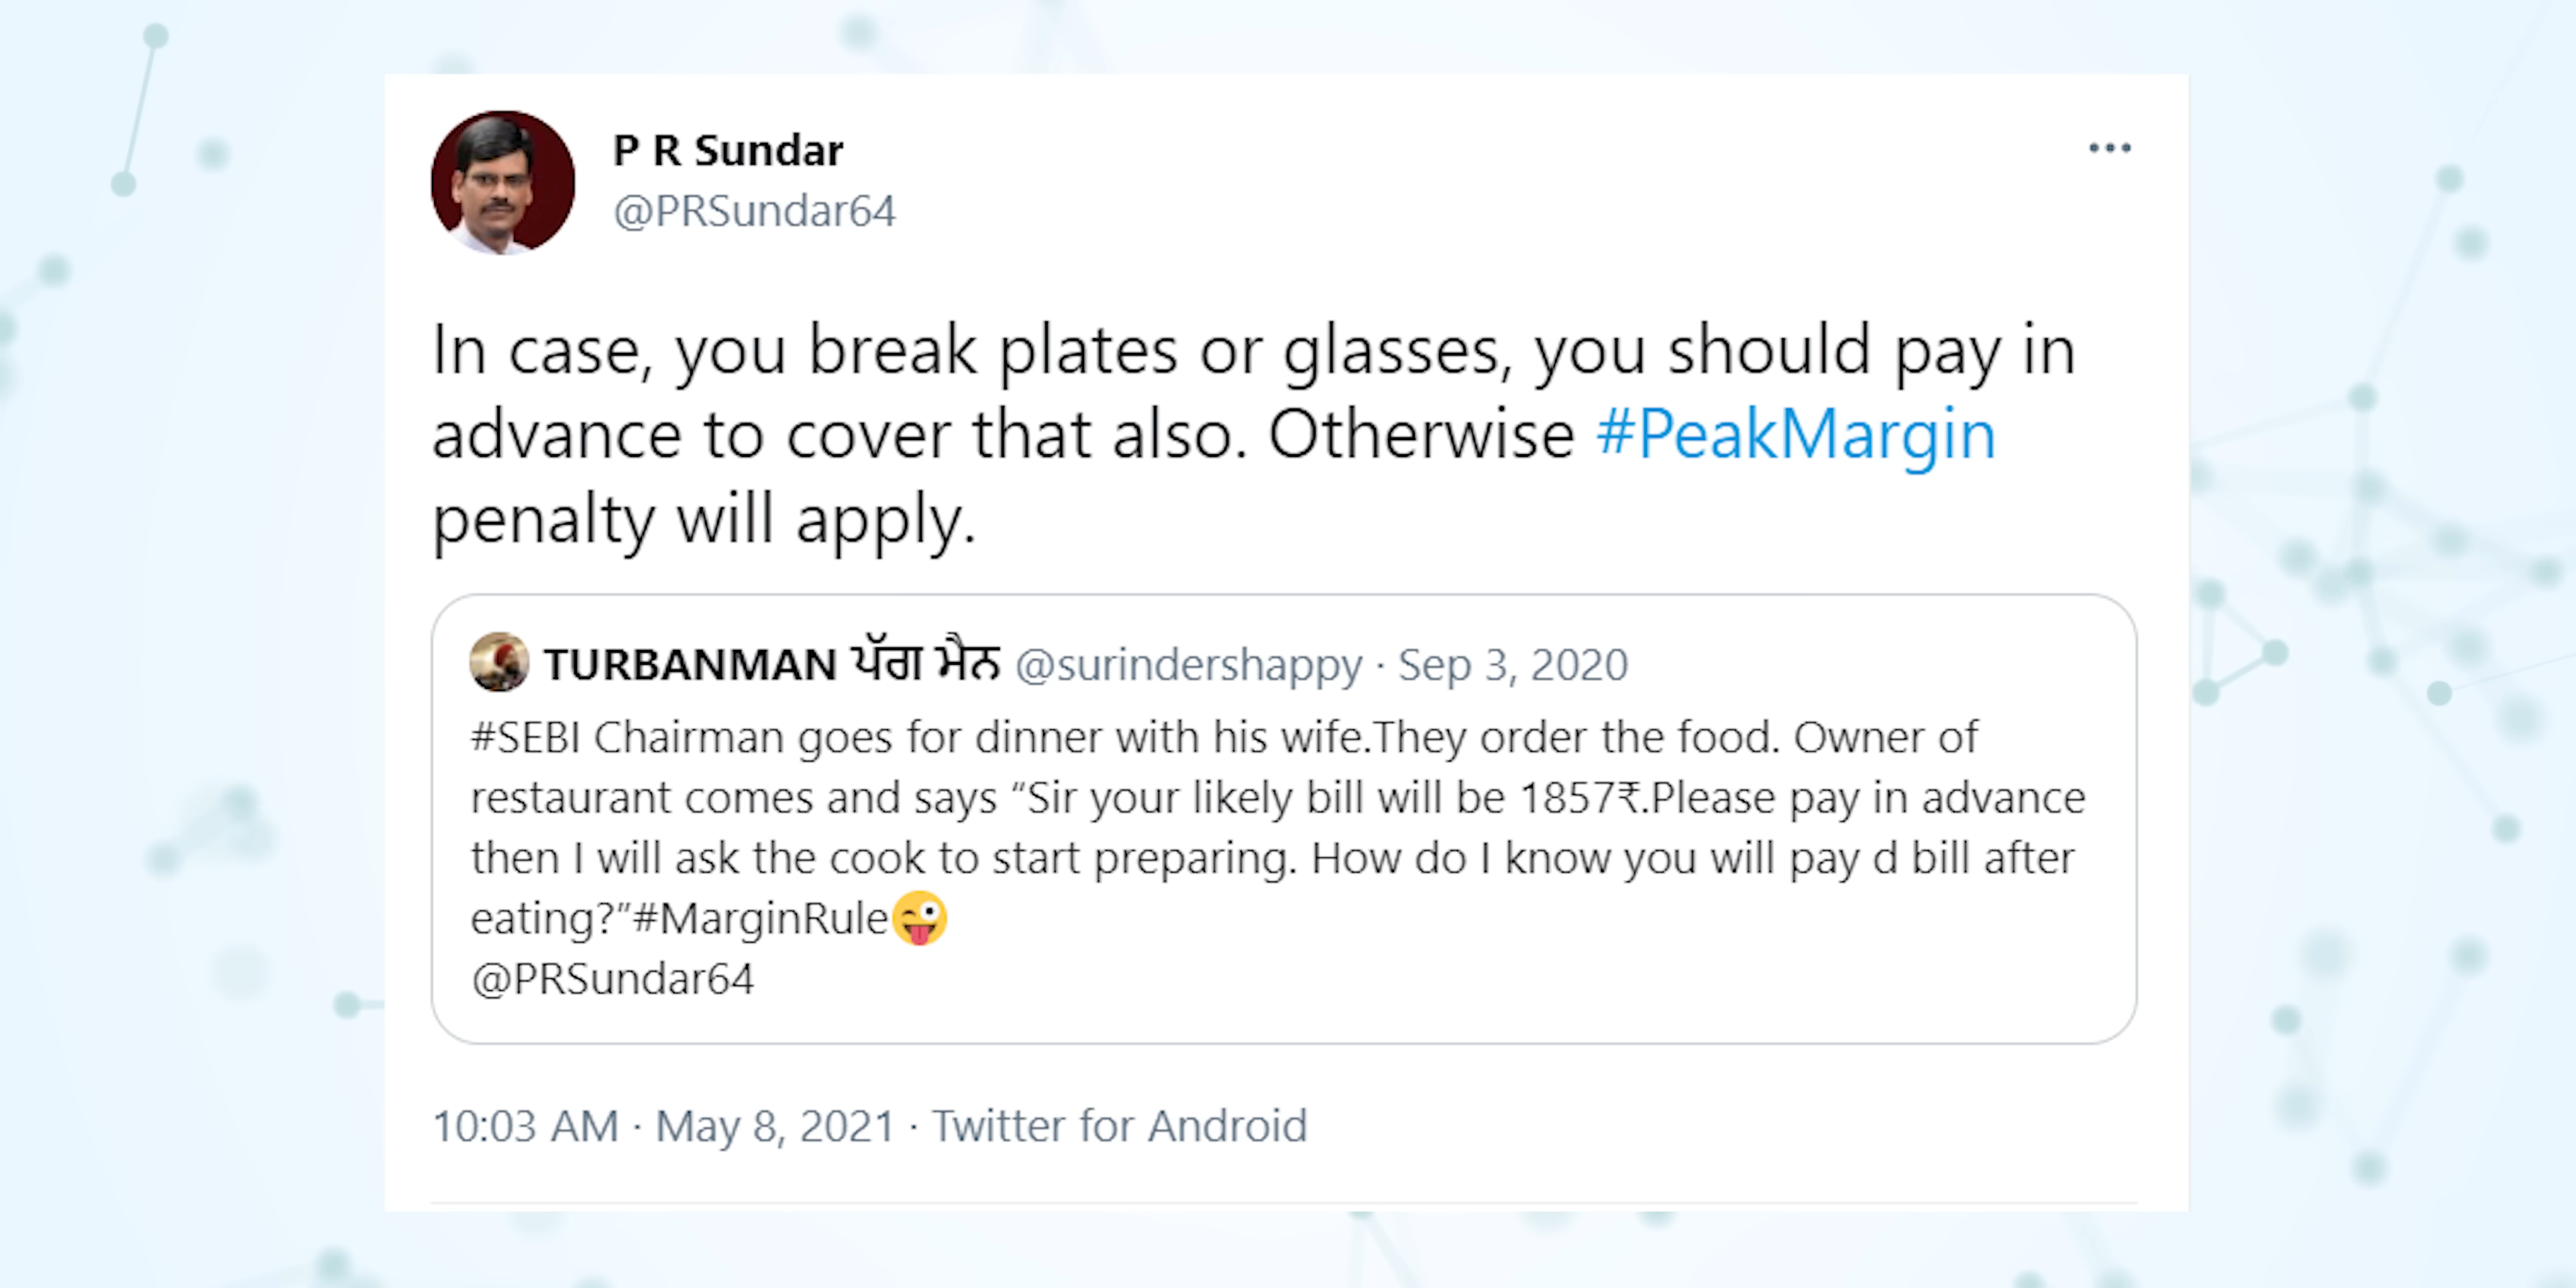 P R Sundar
@PRSundar64
In case, you break plates or glasses, you should pay in
advance to cover that also. Otherwise #PeakMargin
penalty will apply.
TURBANMAN ਪੱਗ ਮੈਨ @surindershappy · Sep 3, 2020
#SEBI Chairman goes for dinner with his wife.They order the food. Owner of
restaurant comes and says “Sir your likely bill will be 1857₹.Please pay in advance
then I will ask the cook to start preparing. How do I know you will pay d bill after
eating?”#MarginRule😜
@PRSundar64
10:03 AM · May 8, 2021 · Twitter for Android